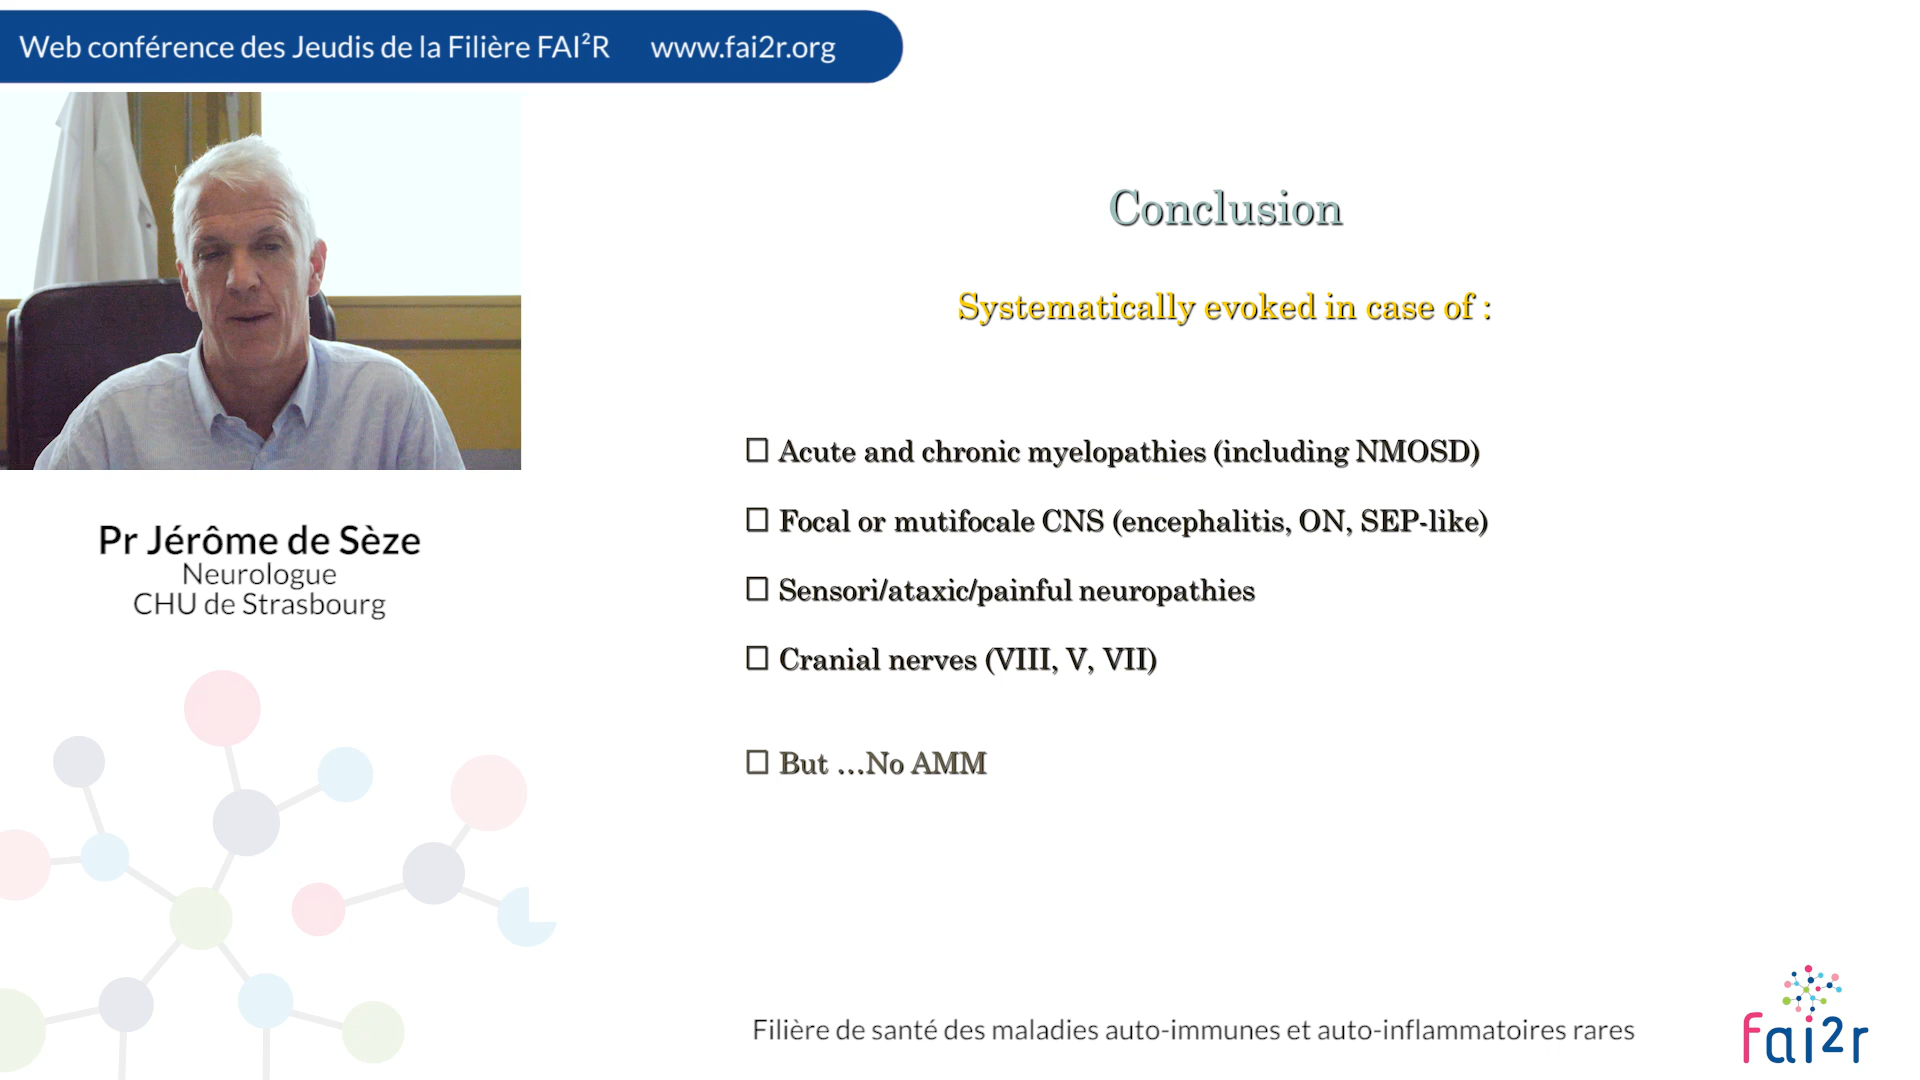 Web conférence des Jeudis de la Filière FAI²R www.fai2r.org
Conclusion
Systematically evoked in case of :
☐ Acute and chronic myelopathies (including NMOSD)
☐ Focal or mutifocale CNS (encephalitis, ON, SEP-like)
☐ Sensori/ataxic/painful neuropathies
☐ Cranial nerves (VIII, V, VII)
☐ But ...No AMM
Pr Jérôme de Sèze
Neurologue
CHU de Strasbourg
Filière de santé des maladies auto-immunes et auto-inflammatoires rares
fai2r